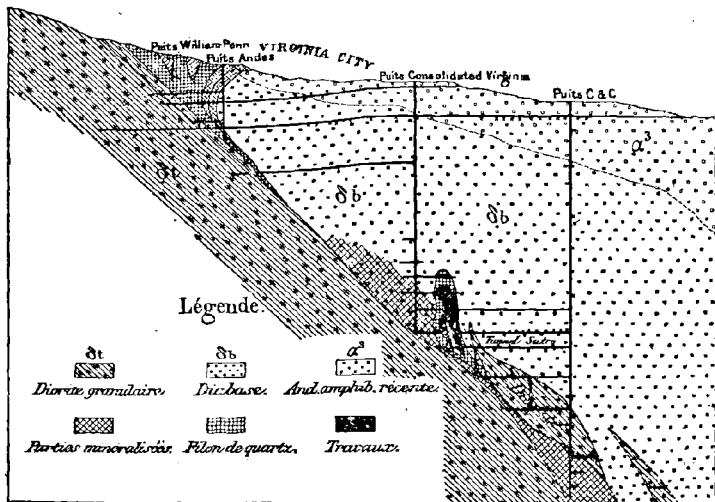 Puits William-Penn VIRGINIA CITY
Puits Andes
Puits Consolidated Virginia
Puits C & C
α³
δt
δb
δb
Tunnel Sutro
Légende.
δt
δb
α³
Diorite granulaire.
Diabase.
And. amphib. récente.
Parties minéralisées.
Filon de quartz.
Travaux.